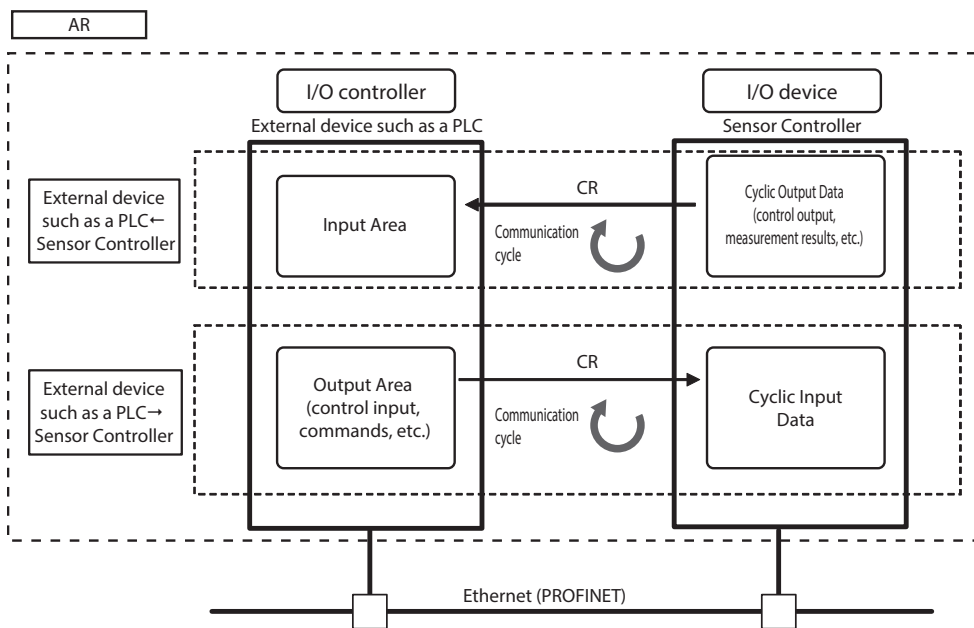 AR
I/O controller
External device such as a PLC
I/O device
Sensor Controller
External device
such as a PLC←
Sensor Controller
Input Area
CR
Communication
cycle
Cyclic Output Data
(control output,
measurement results, etc.)
External device
such as a PLC→
Sensor Controller
Output Area
(control input,
commands, etc.)
CR
Communication
cycle
Cyclic Input
Data
Ethernet (PROFINET)